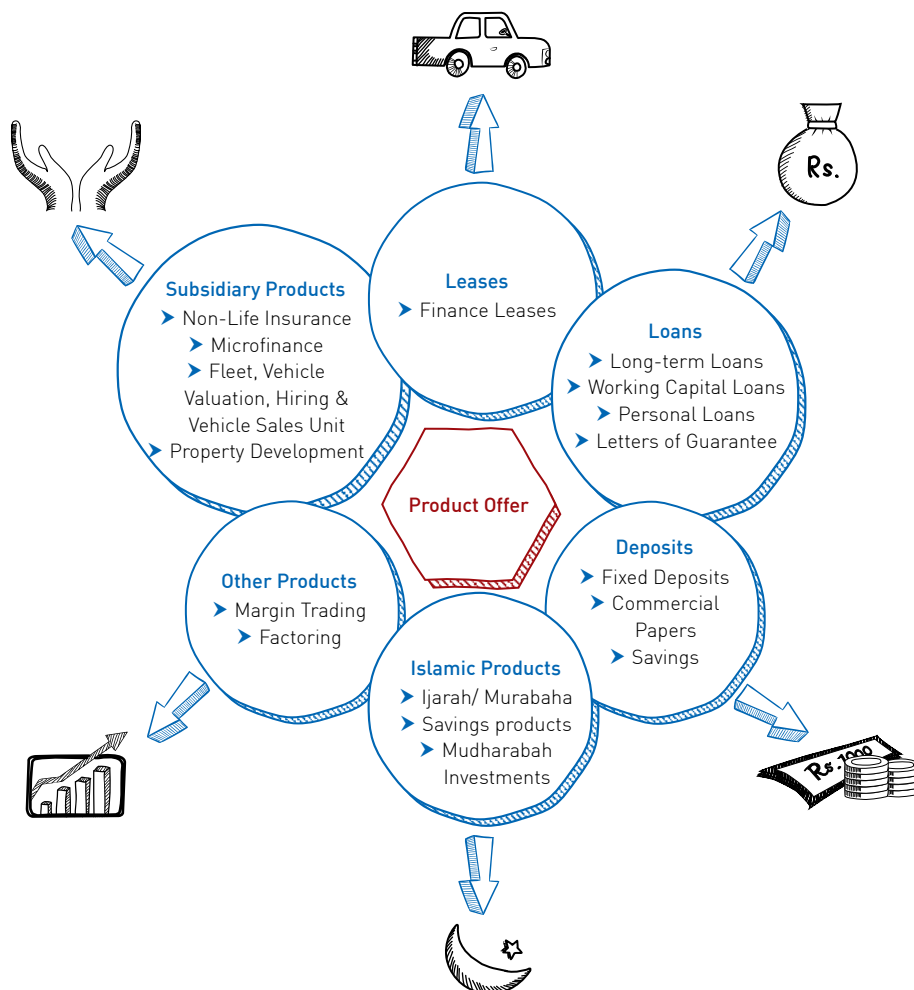 Rs.
Leases
Finance Leases
Subsidiary Products
Non-Life Insurance
Microfinance
Fleet, Vehicle
Valuation, Hiring &
Vehicle Sales Unit
Property Development
Loans
Long-term Loans
Working Capital Loans
Personal Loans
Letters of Guarantee
Product Offer
Deposits
Fixed Deposits
Commercial
Papers
Savings
Other Products
Margin Trading
Factoring
Islamic Products
Ijarah/ Murabaha
Savings products
Mudharabah
Investments
Rs.1000